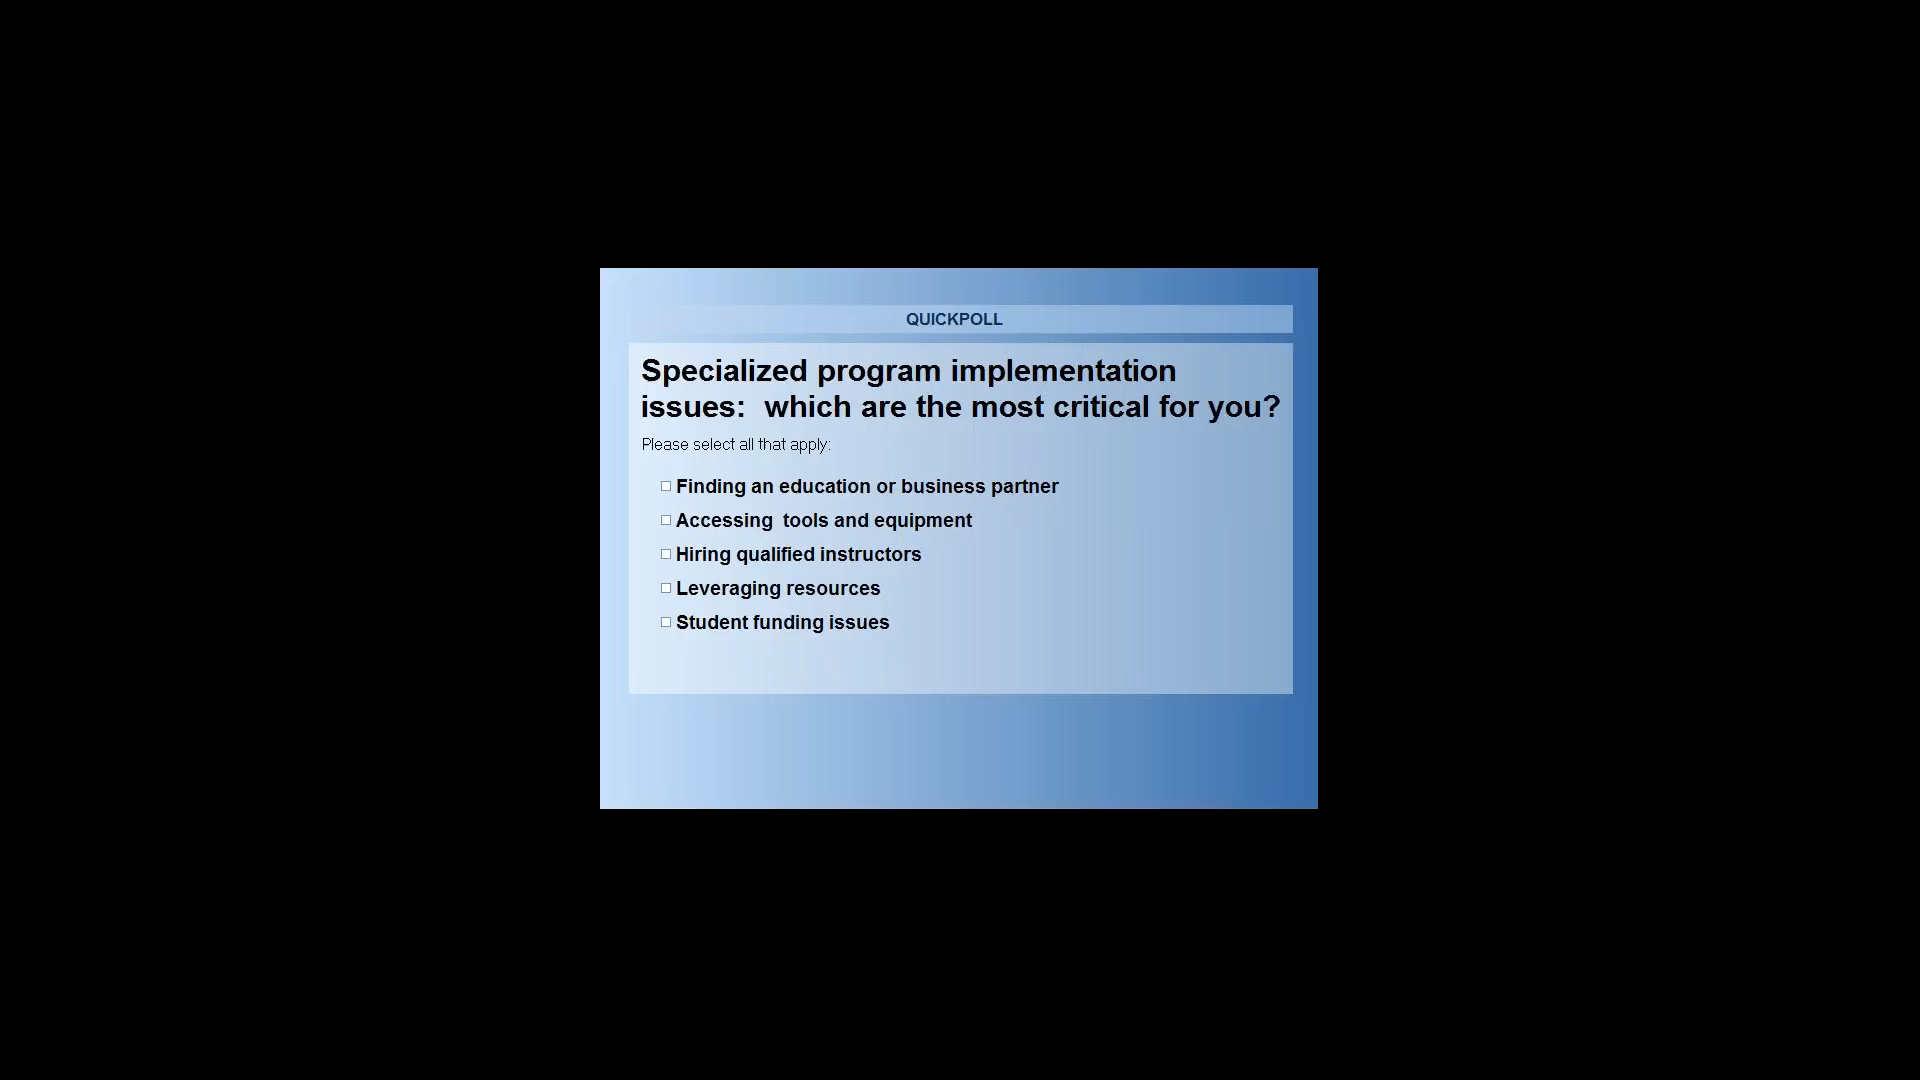 QUICKPOLL
Specialized program implementation
issues:  which are the most critical for you?
Please select all that apply:
Finding an education or business partner
Accessing  tools and equipment
Hiring qualified instructors
Leveraging resources
Student funding issues